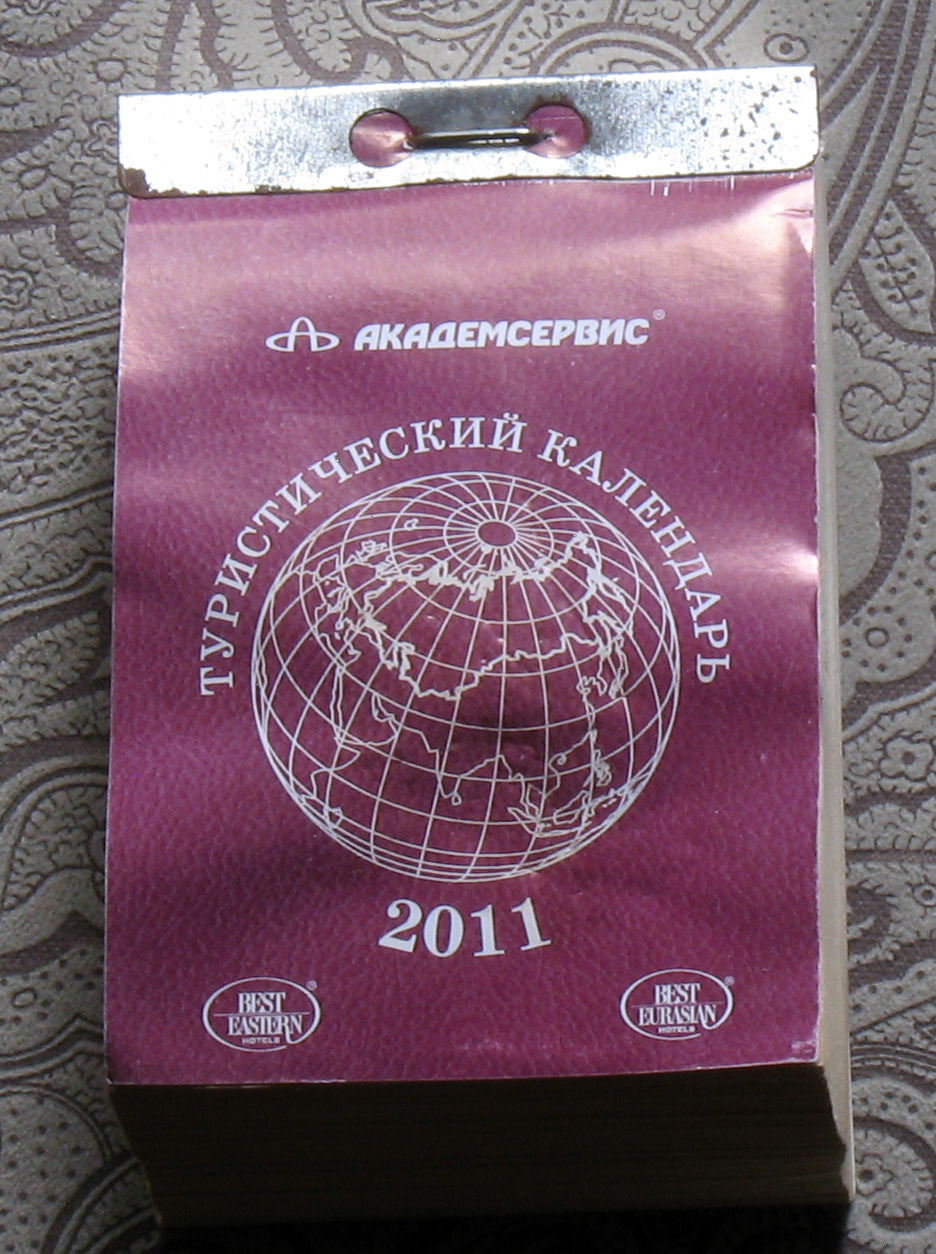 АКАДЕМСЕРВИС®
ТУРИСТИЧЕСКИЙ КАЛЕНДАРЬ
2011
BEST
EASTERN
HOTELS
®
BEST
EURASIAN
HOTELS
®